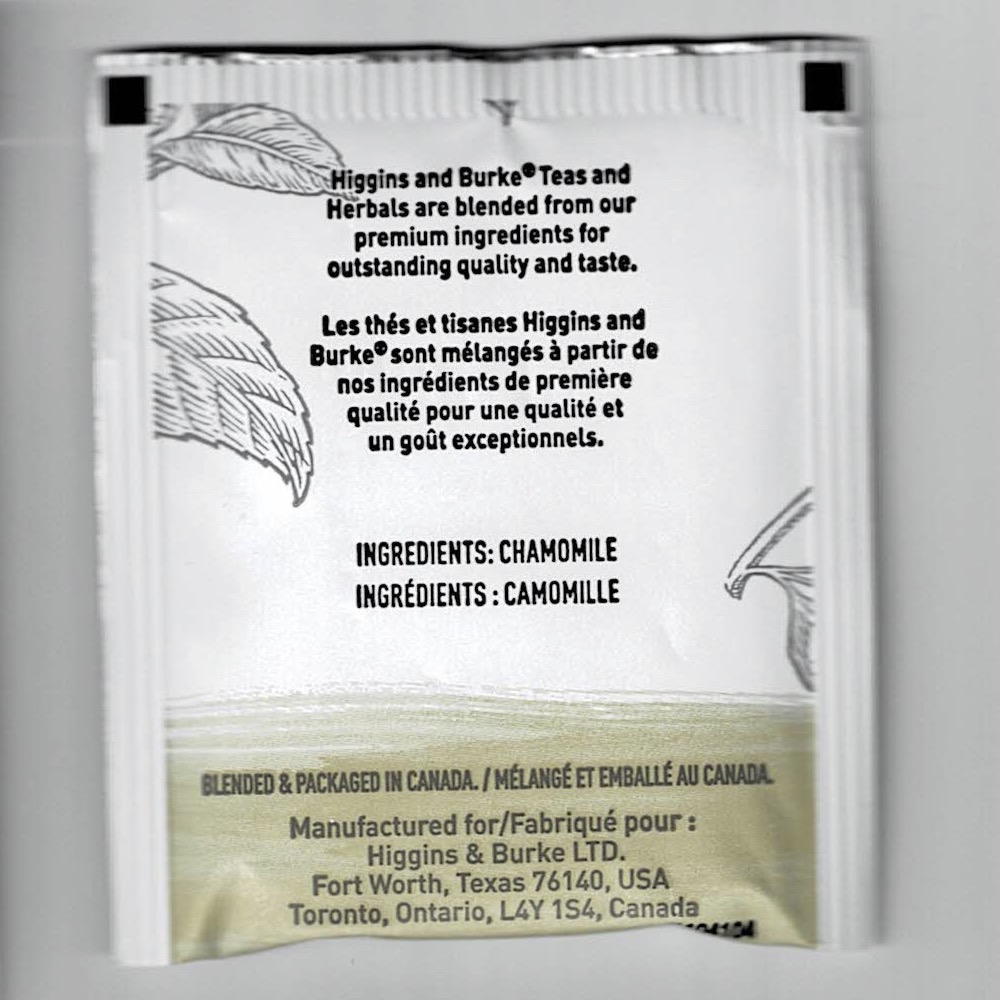 Higgins and Burke® Teas and
Herbals are blended from our
premium ingredients for
outstanding quality and taste.
Les thés et tisanes Higgins and
Burke® sont mélangés à partir de
nos ingrédients de première
qualité pour une qualité et
un goût exceptionnels.
INGREDIENTS: CHAMOMILE
INGRÉDIENTS : CAMOMILLE
BLENDED & PACKAGED IN CANADA. / MÉLANGÉ ET EMBALLÉ AU CANADA.
Manufactured for/Fabriqué pour :
Higgins & Burke LTD.
Fort Worth, Texas 76140, USA
Toronto, Ontario, L4Y 1S4, Canada